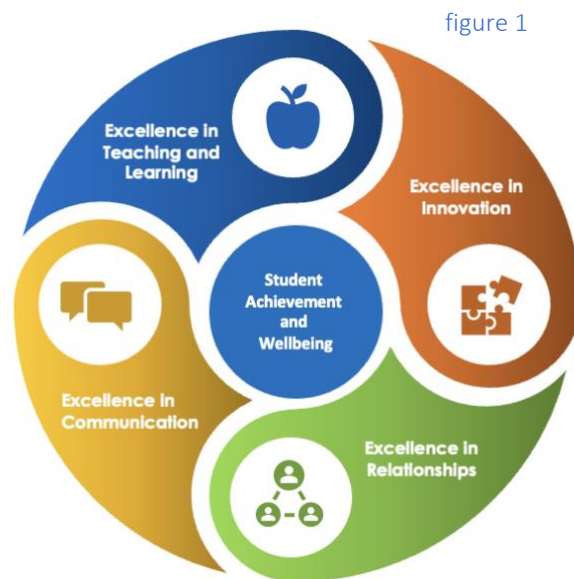 figure 1
Excellence in
Teaching and
Learning
Excellence in
Innovation
Student
Achievement
and
Wellbeing
Excellence in
Communication
Excellence in
Relationships